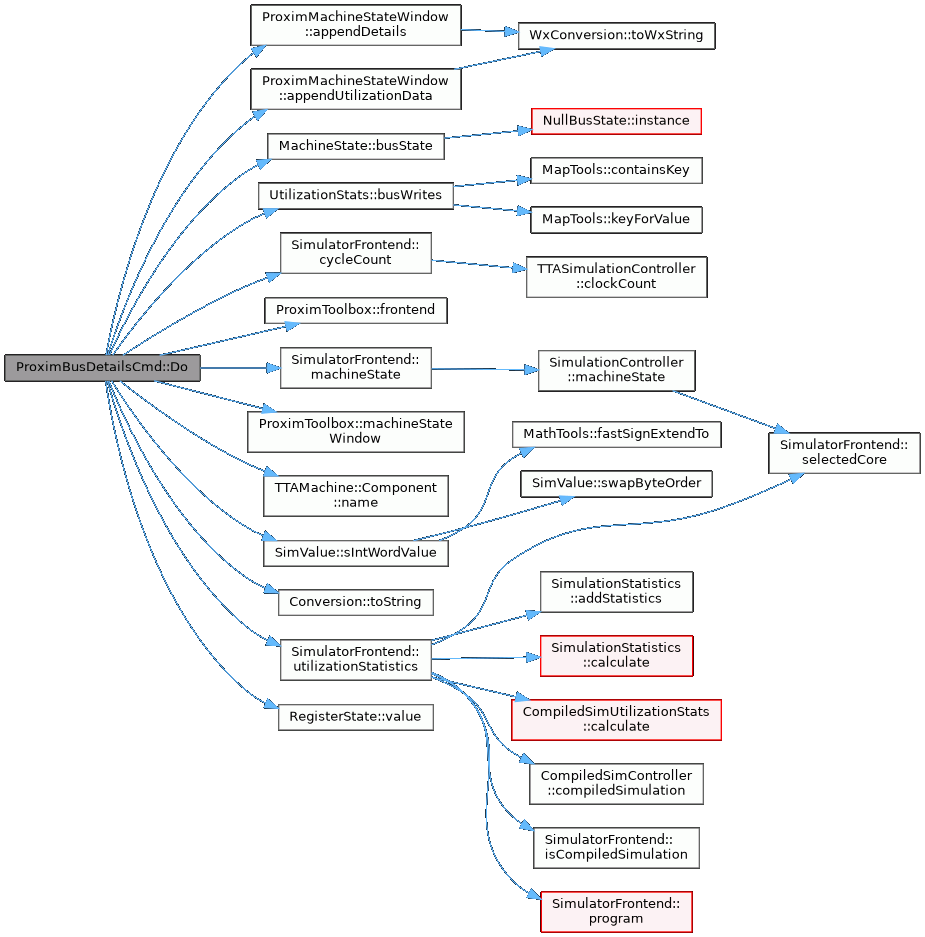 ProximMachineStateWindow
::appendDetails
WxConversion::toWxString
ProximMachineStateWindow
::appendUtilizationData
NullBusState::instance
MachineState::busState
MapTools::containsKey
UtilizationStats::busWrites
MapTools::keyForValue
SimulatorFrontend::
cycleCount
TTASimulationController
::clockCount
ProximToolbox::frontend
ProximBusDetailsCmd::Do
SimulatorFrontend::
machineState
SimulationController
::machineState
ProximToolbox::machineState
Window
MathTools::fastSignExtendTo
SimulatorFrontend::
selectedCore
TTAMachine::Component
::name
SimValue::swapByteOrder
SimValue::sIntWordValue
Conversion::toString
SimulationStatistics
::addStatistics
SimulatorFrontend::
utilizationStatistics
SimulationStatistics
::calculate
RegisterState::value
CompiledSimUtilizationStats
::calculate
CompiledSimController
::compiledSimulation
SimulatorFrontend::
isCompiledSimulation
SimulatorFrontend::
program